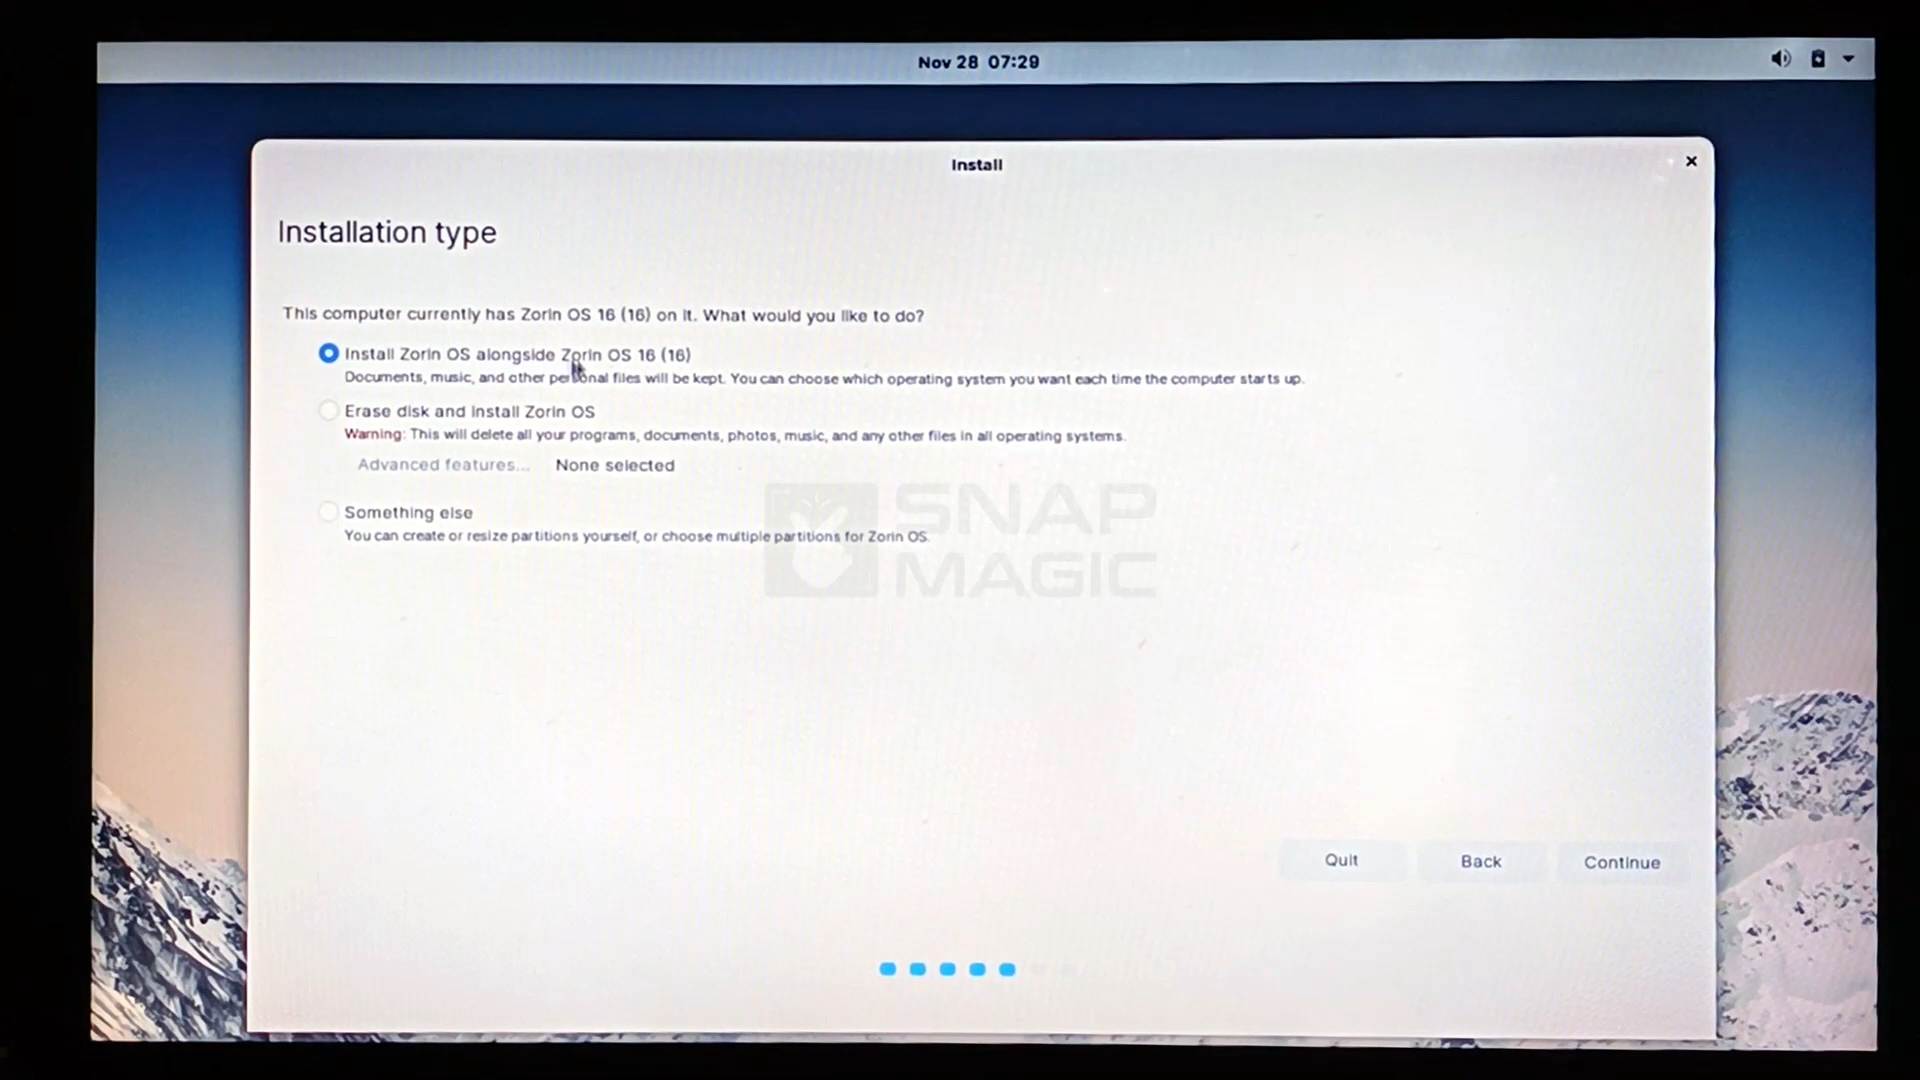 Nov 28 07:29
Install
Installation type
This computer currently has Zorin OS 16 (16) on it. What would you like to do?
Install Zorin OS alongside Zorin OS 16 (16)
Documents, music, and other personal files will be kept. You can choose which operating system you want each time the computer starts up.
Erase disk and install Zorin OS
Warning: This will delete all your programs, documents, photos, music, and any other files in all operating systems.
Advanced features... None selected
Something else
You can create or resize partitions yourself, or choose multiple partitions for Zorin OS.
SNAP
MAGIC
Quit Back Continue